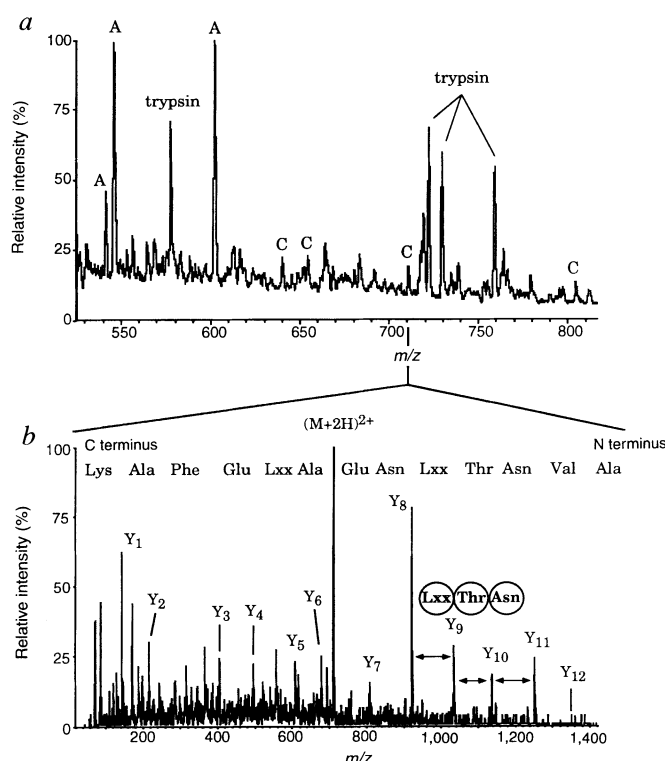 a
A
A
trypsin
A
trypsin
C
C
C
C
Relative intensity (%)
100
75
50
25
0
550
600
650
700
750
800
m/z
b
(M+2H)2+
C terminus
N terminus
Lys Ala Phe Glu Lxx Ala Glu Asn Lxx Thr Asn Val Ala
Relative intensity (%)
100
75
50
25
0
Y8
Y1
Lxx Thr Asn
Y2
Y3
Y4
Y6
Y9
Y5
Y10
Y11
Y7
Y12
200
400
600
800
1,000
1,200
1,400
m/z